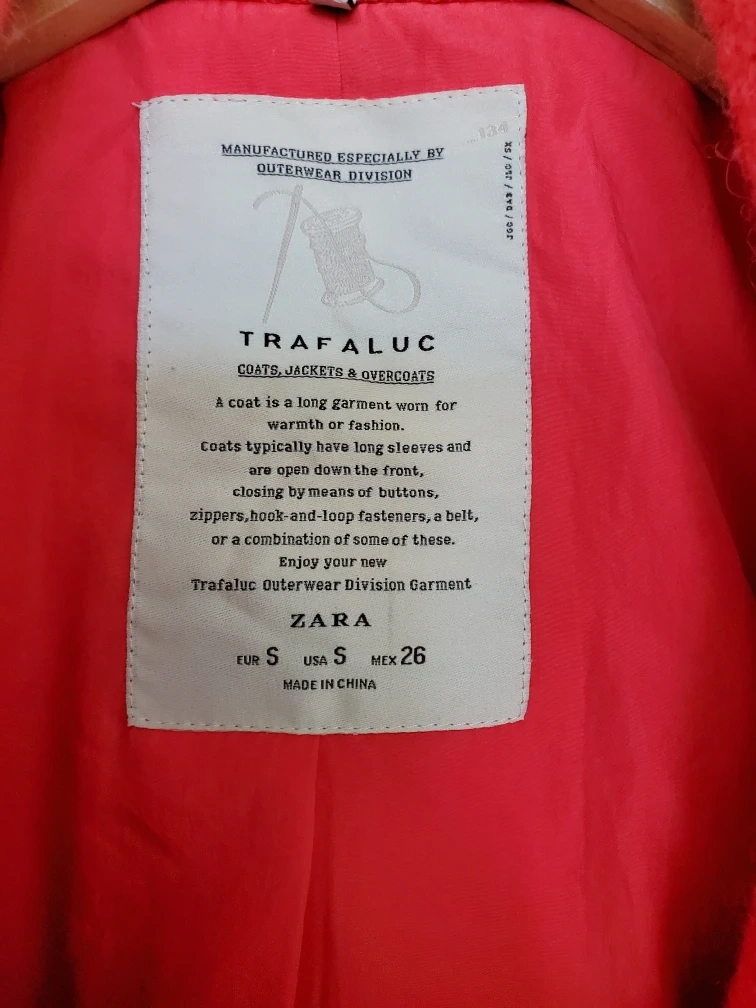 134
MANUFACTURED ESPECIALLY BY
OUTERWEAR DIVISION
TRAFALUC
COATS, JACKETS & OVERCOATS
A coat is a long garment worn for
warmth or fashion.
Coats typically have long sleeves and
are open down the front,
closing by means of buttons,
zippers,hook-and-loop fasteners, a belt,
or a combination of some of these.
Enjoy your new
Trafaluc Outerwear Division Garment
ZARA
EUR S USA S MEX 26
MADE IN CHINA